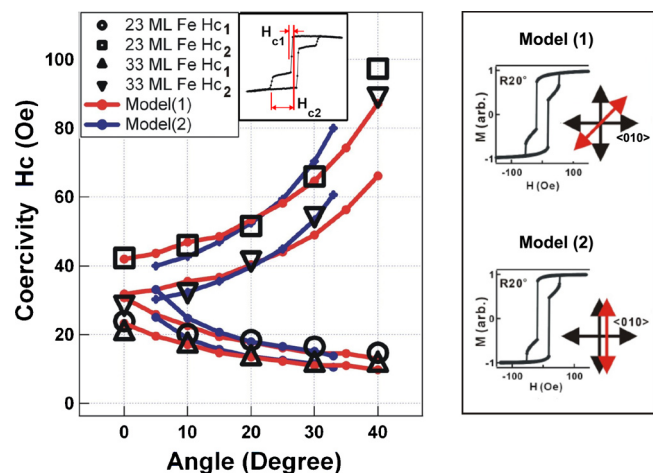 23 ML Fe Hc1
23 ML Fe Hc2
33 ML Fe Hc1
33 ML Fe Hc2
Model(1)
Model(2)
Hc1
Hc2
Coercivity Hc (Oe)
100
80
60
40
20
0
0 10 20 30 40
Angle (Degree)
Model (1)
R20°
M (arb.)
1
0
-1
-100 100
H (Oe)
<010>
Model (2)
R20°
M (arb.)
1
0
-1
-100 100
H (Oe)
<010>